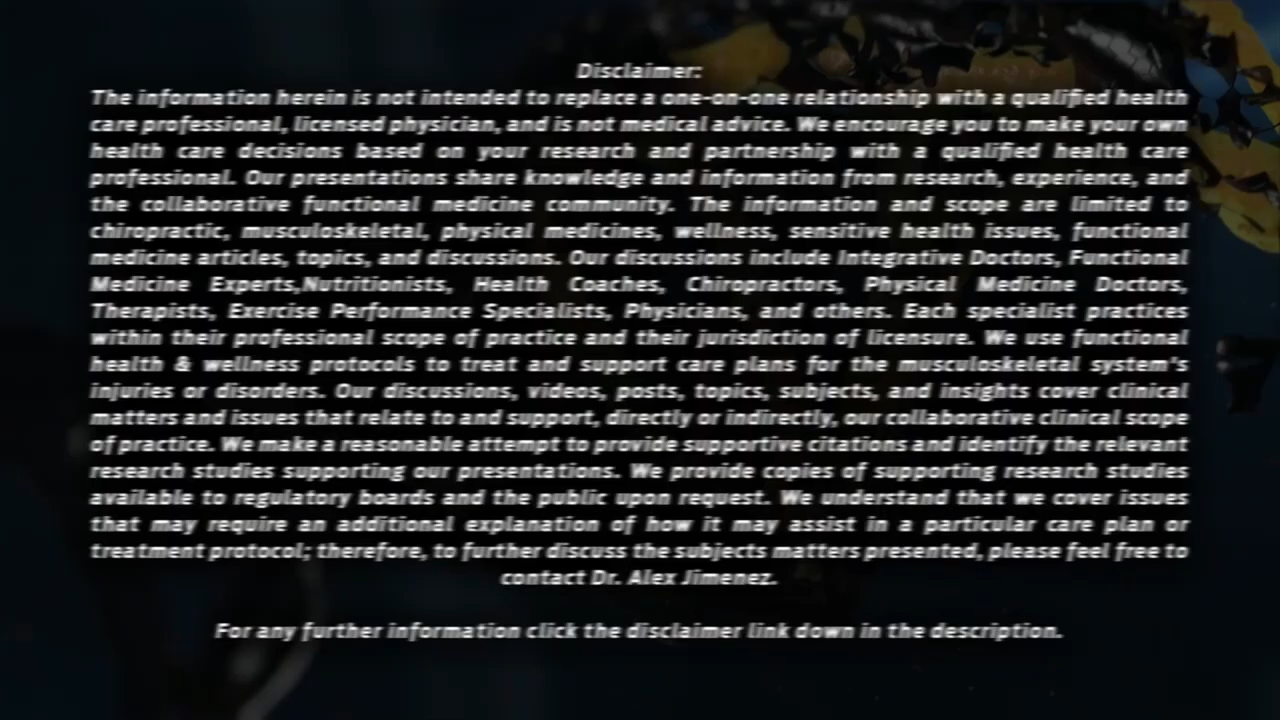 Disclaimer:
The information herein is not intended to replace a one-on-one relationship with a qualified health
care professional, licensed physician, and is not medical advice. We encourage you to make your own
health care decisions based on your research and partnership with a qualified health care
professional. Our presentations share knowledge and information from research, experience, and
the collaborative functional medicine community. The information and scope are limited to
chiropractic, musculoskeletal, physical medicines, wellness, sensitive health issues, functional
medicine articles, topics, and discussions. Our discussions include Integrative Doctors, Functional
Medicine Experts,Nutritionists, Health Coaches, Chiropractors, Physical Medicine Doctors,
Therapists, Exercise Performance Specialists, Physicians, and others. Each specialist practices
within their professional scope of practice and their jurisdiction of licensure. We use functional
health & wellness protocols to treat and support care plans for the musculoskeletal system's
injuries or disorders. Our discussions, videos, posts, topics, subjects, and insights cover clinical
matters and issues that relate to and support, directly or indirectly, our collaborative clinical scope
of practice. We make a reasonable attempt to provide supportive citations and identify the relevant
research studies supporting our presentations. We provide copies of supporting research studies
available to regulatory boards and the public upon request. We understand that we cover issues
that may require an additional explanation of how it may assist in a particular care plan or
treatment protocol; therefore, to further discuss the subjects matters presented, please feel free to
contact Dr. Alex Jimenez.
For any further information click the disclaimer link down in the description.